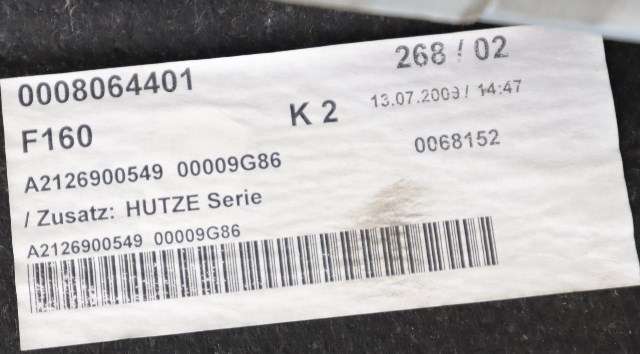 0008064401
268 / 02
F160
K 2
13.07.2009 / 14:47
A2126900549 00009G86
0068152
/ Zusatz: HUTZE Serie
A2126900549 00009G86